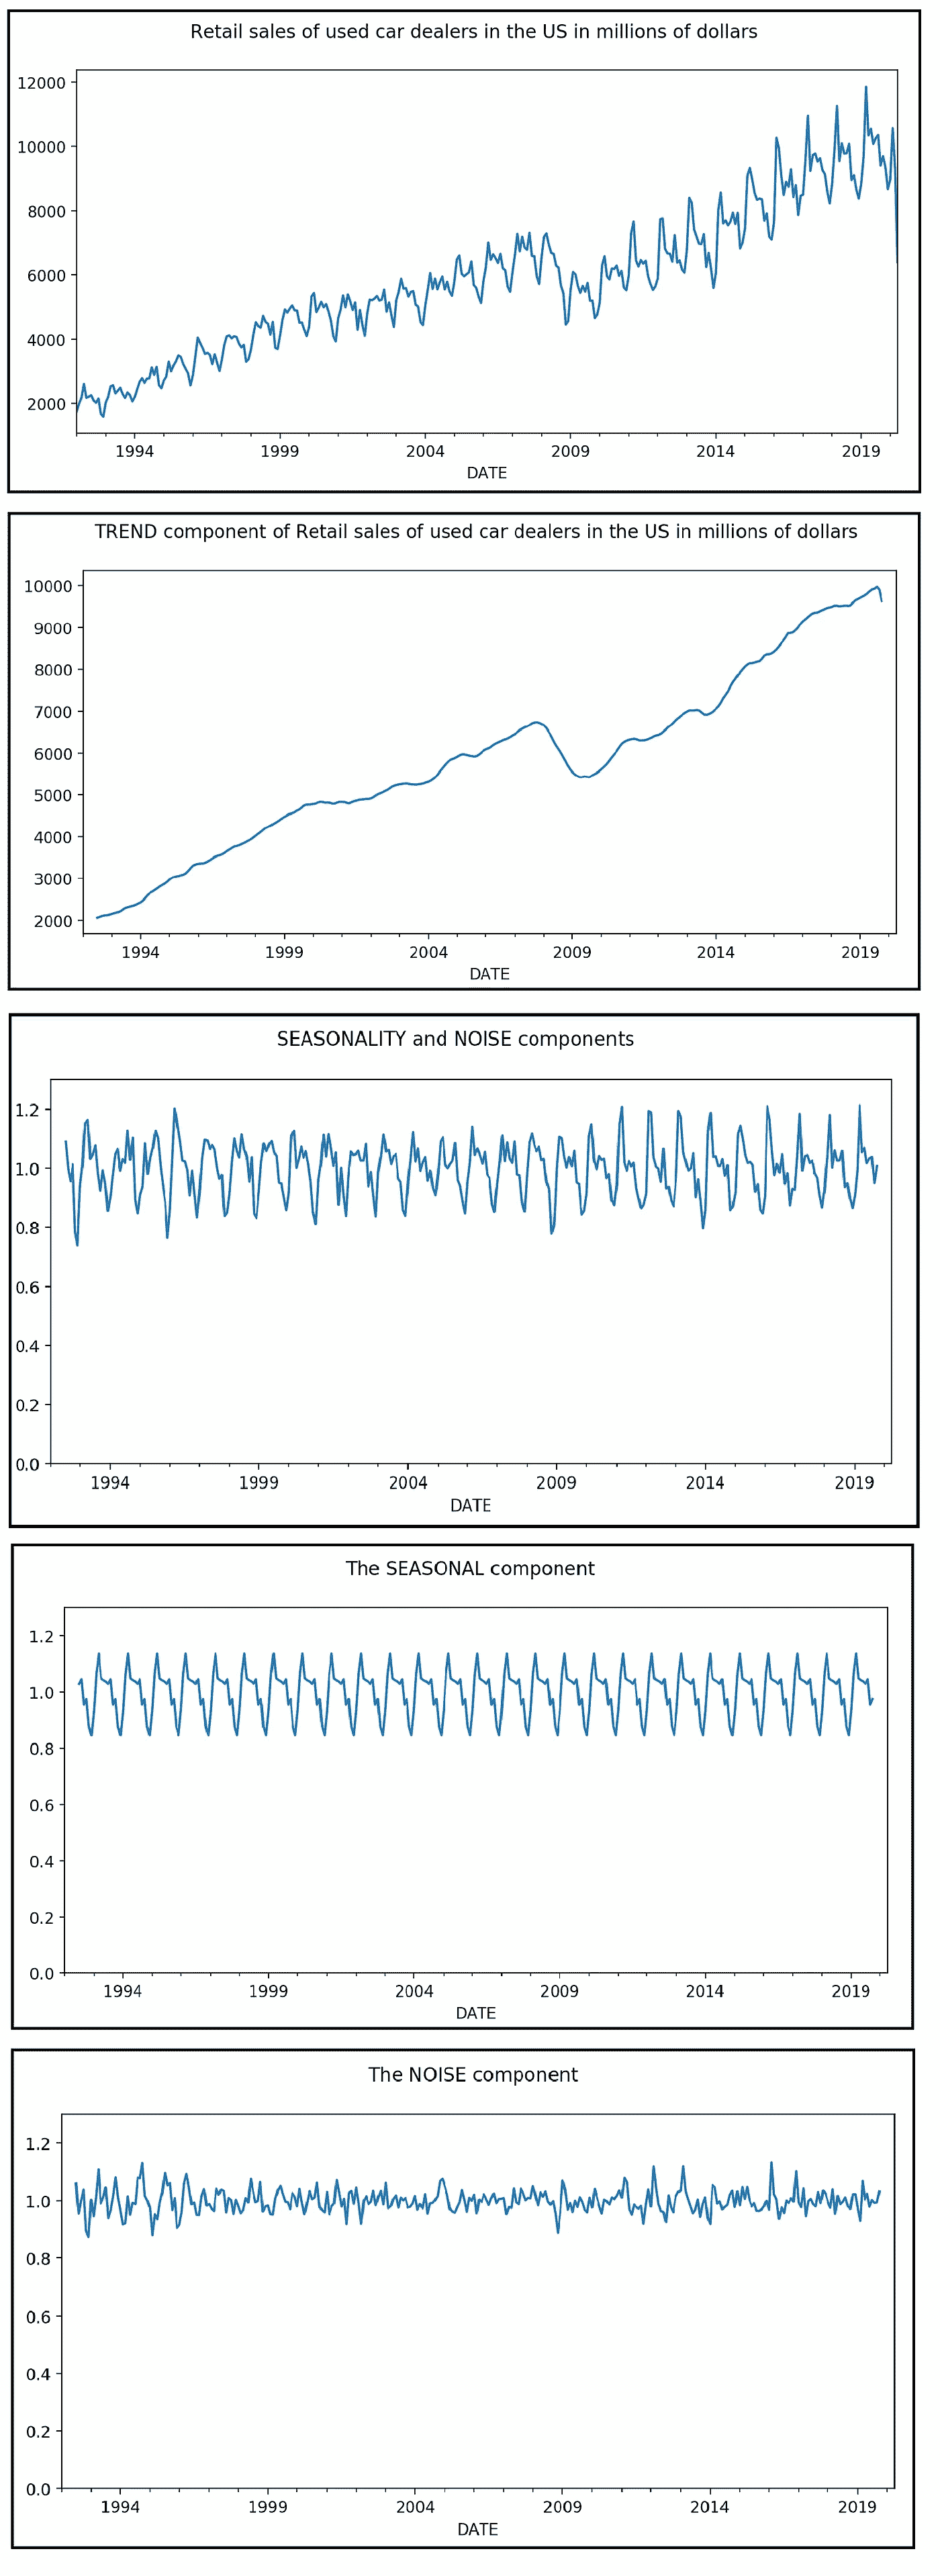 Retail sales of used car dealers in the US in millions of dollars
12000
10000
8000
6000
4000
2000
1994 1999 2004 2009 2014 2019
DATE
TREND component of Retail sales of used car dealers in the US in millions of dollars
10000
9000
8000
7000
6000
5000
4000
3000
2000
1994 1999 2004 2009 2014 2019
DATE
SEASONALITY and NOISE components
1.2
1.0
0.8
0.6
0.4
0.2
0.0
1994 1999 2004 2009 2014 2019
DATE
The SEASONAL component
1.2
1.0
0.8
0.6
0.4
0.2
0.0
1994 1999 2004 2009 2014 2019
DATE
The NOISE component
1.2
1.0
0.8
0.6
0.4
0.2
0.0
1994 1999 2004 2009 2014 2019
DATE